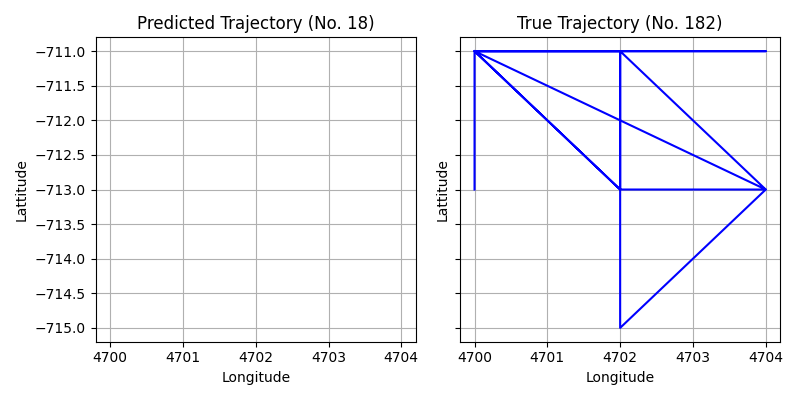 Predicted Trajectory (No. 18)
True Trajectory (No. 182)
−711.0
−711.5
−712.0
−712.5
−713.0
−713.5
−714.0
−714.5
−715.0
Lattitude
Lattitude
4700 4701 4702 4703 4704
4700 4701 4702 4703 4704
Longitude
Longitude